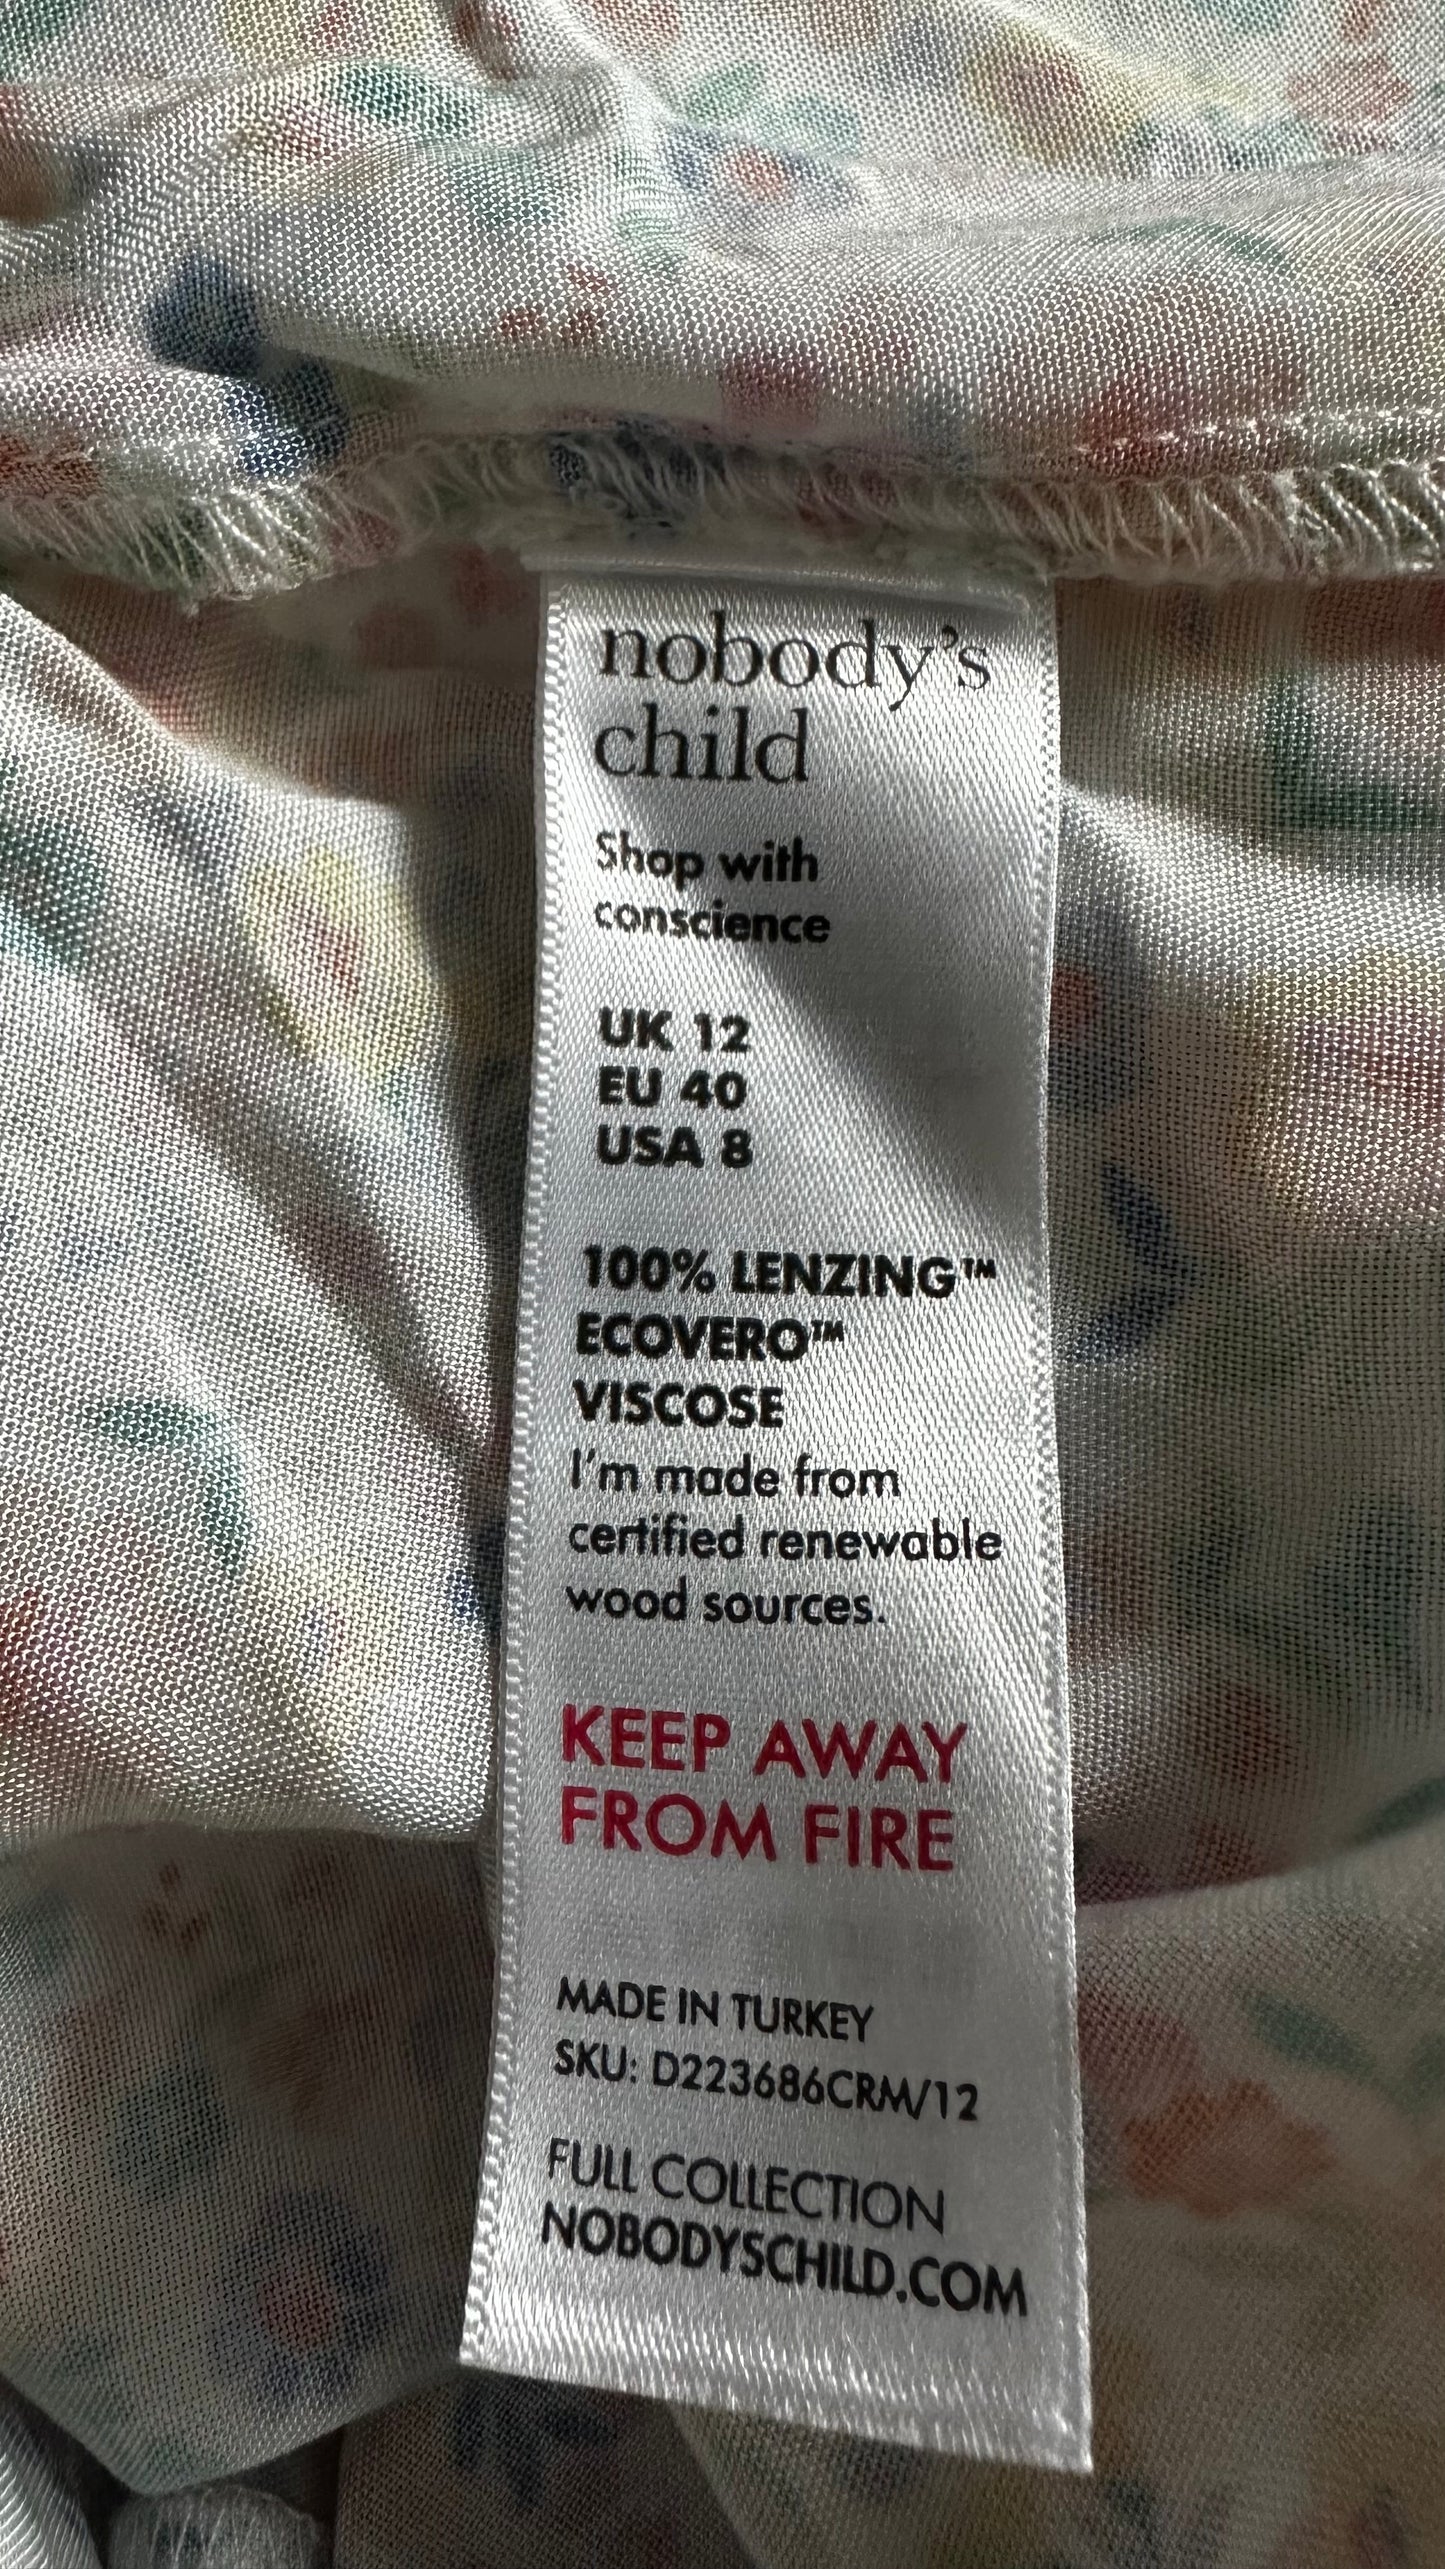 nobody's
child
Shop with
conscience
UK 12
EU 40
USA 8
100% LENZING™
ECOVERO™
VISCOSE
I'm made from
certified renewable
wood sources.
KEEP AWAY
FROM FIRE
MADE IN TURKEY
SKU: D223686CRM/12
FULL COLLECTION
NOBODYSCHILD.COM